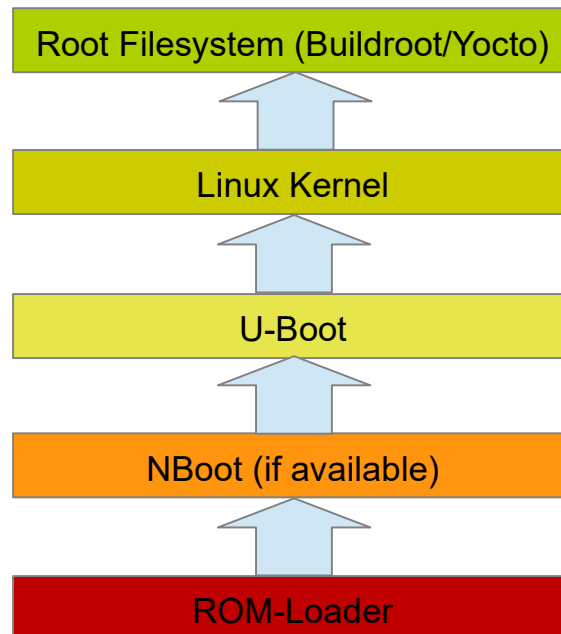 Root Filesystem (Buildroot/Yocto)
Linux Kernel
U-Boot
NBoot (if available)
ROM-Loader